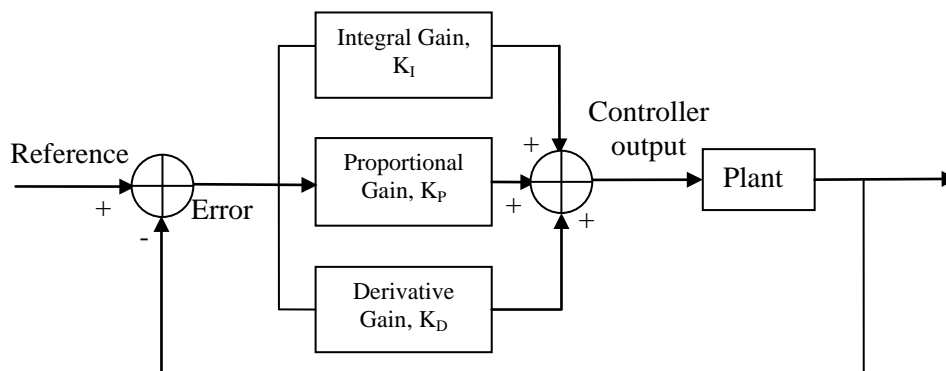 Integral Gain,
K_I
Controller
output
Reference
+
Proportional
Gain, K_P
Plant
+
Error
+
+
-
Derivative
Gain, K_D